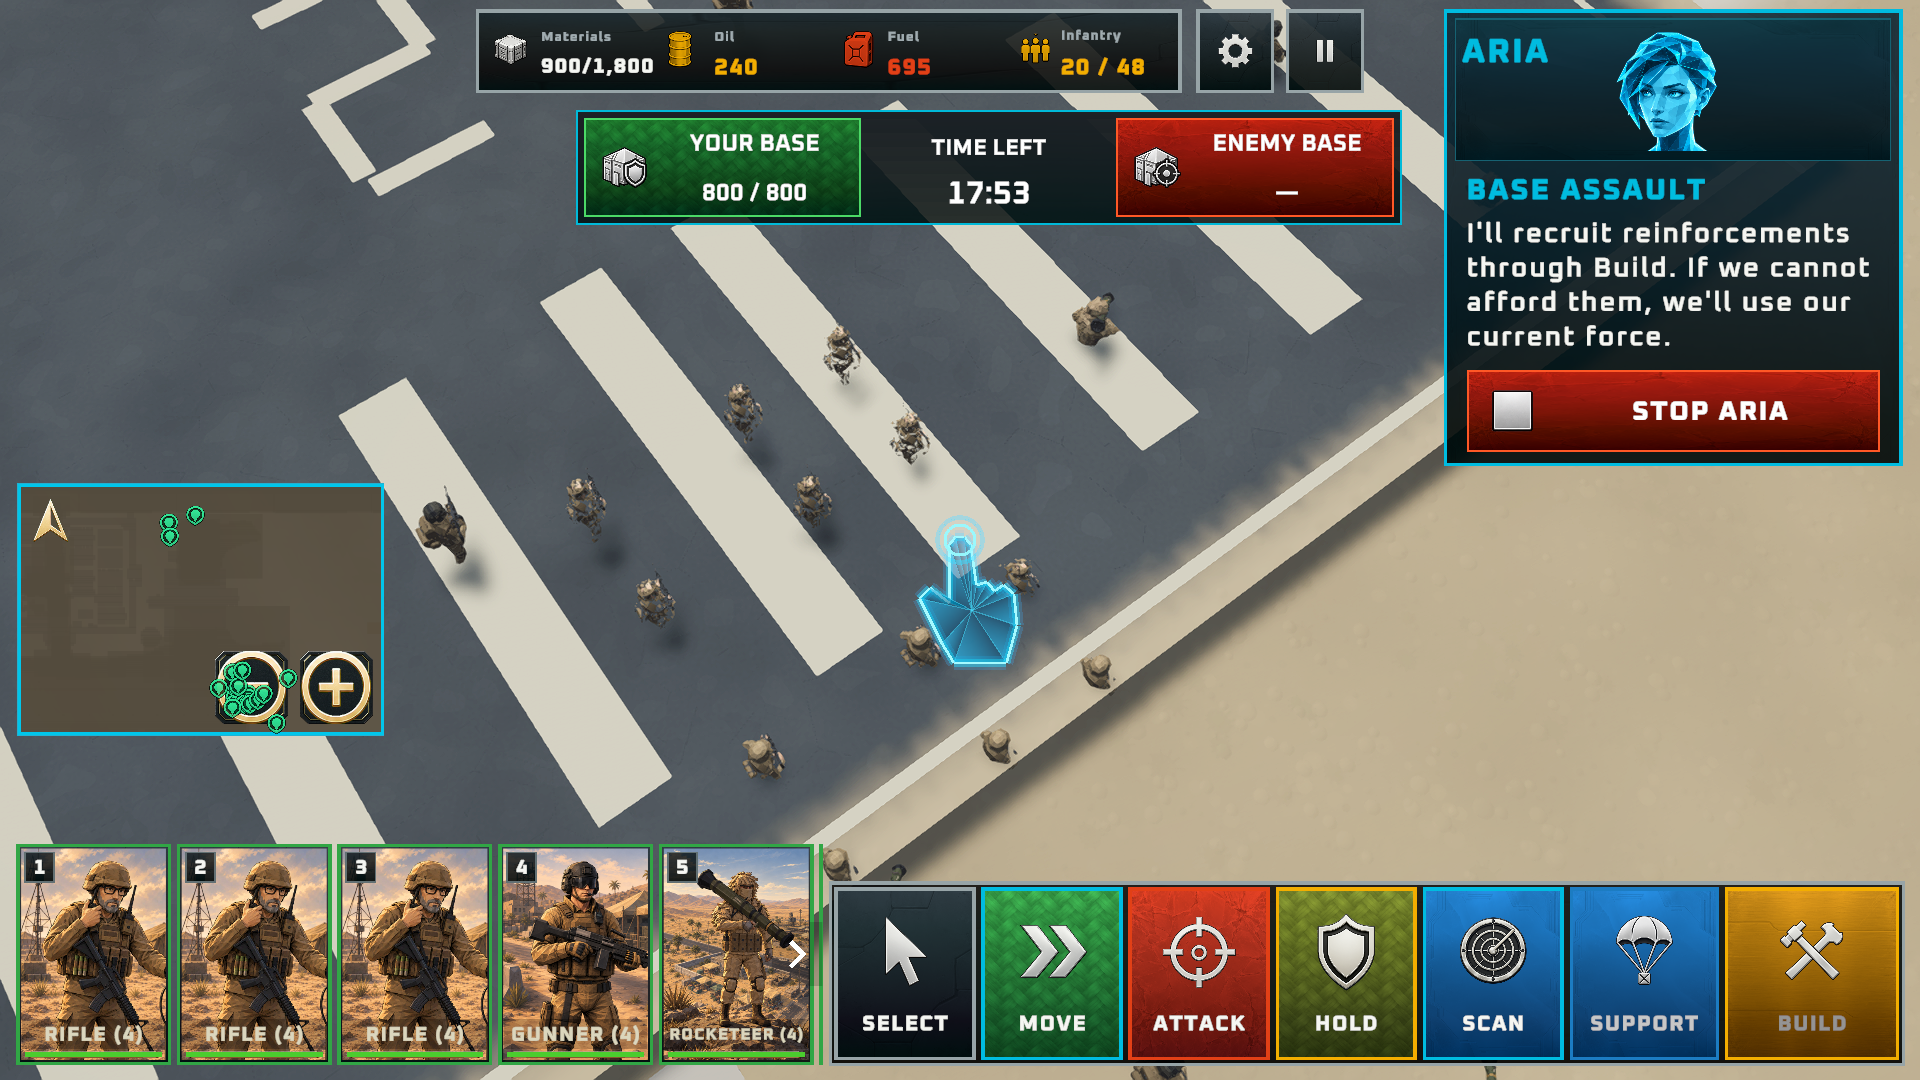 Materials
900/1,800
Oil
240
Fuel
695
Infantry
20 / 48
YOUR BASE
800 / 800
TIME LEFT
17:53
ENEMY BASE
—
ARIA
BASE ASSAULT
I'll recruit reinforcements
through Build. If we cannot
afford them, we'll use our
current force.
STOP ARIA
1
RIFLE (4)
2
RIFLE (4)
3
RIFLE (4)
4
GUNNER (4)
5
ROCKETEER (4)
SELECT
MOVE
ATTACK
HOLD
SCAN
SUPPORT
BUILD